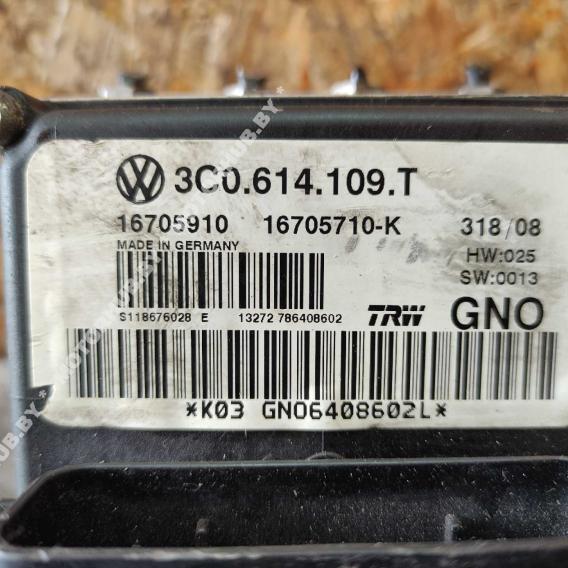 3C0.614.109.T
16705910 16705710-K 318/08
MADE IN GERMANY HW:025
SW:0013
S118676028 E 13272 786408602 TRW GNO
*K03 GNO6408602L*